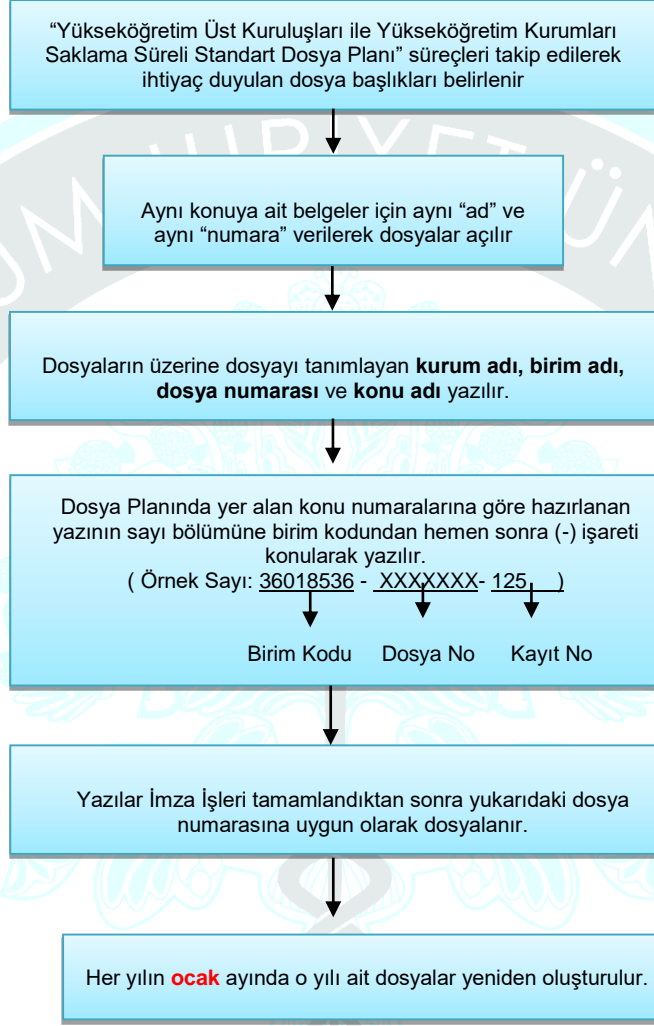 “Yükseköğretim Üst Kuruluşları ile Yükseköğretim Kurumları
Saklama Süreli Standart Dosya Planı” süreçleri takip edilerek
ihtiyaç duyulan dosya başlıkları belirlenir
Aynı konuya ait belgeler için aynı “ad” ve
aynı “numara” verilerek dosyalar açılır
Dosyaların üzerine dosyayı tanımlayan kurum adı, birim adı,
dosya numarası ve konu adı yazılır.
Dosya Planında yer alan konu numaralarına göre hazırlanan
yazının sayı bölümüne birim kodundan hemen sonra (-) işareti
konularak yazılır.
( Örnek Sayı: 36018536 - XXXXXXX- 125 )
Birim Kodu Dosya No Kayıt No
Yazılar İmza İşleri tamamlandıktan sonra yukarıdaki dosya
numarasına uygun olarak dosyalanır.
Her yılın ocak ayında o yılı ait dosyalar yeniden oluşturulur.